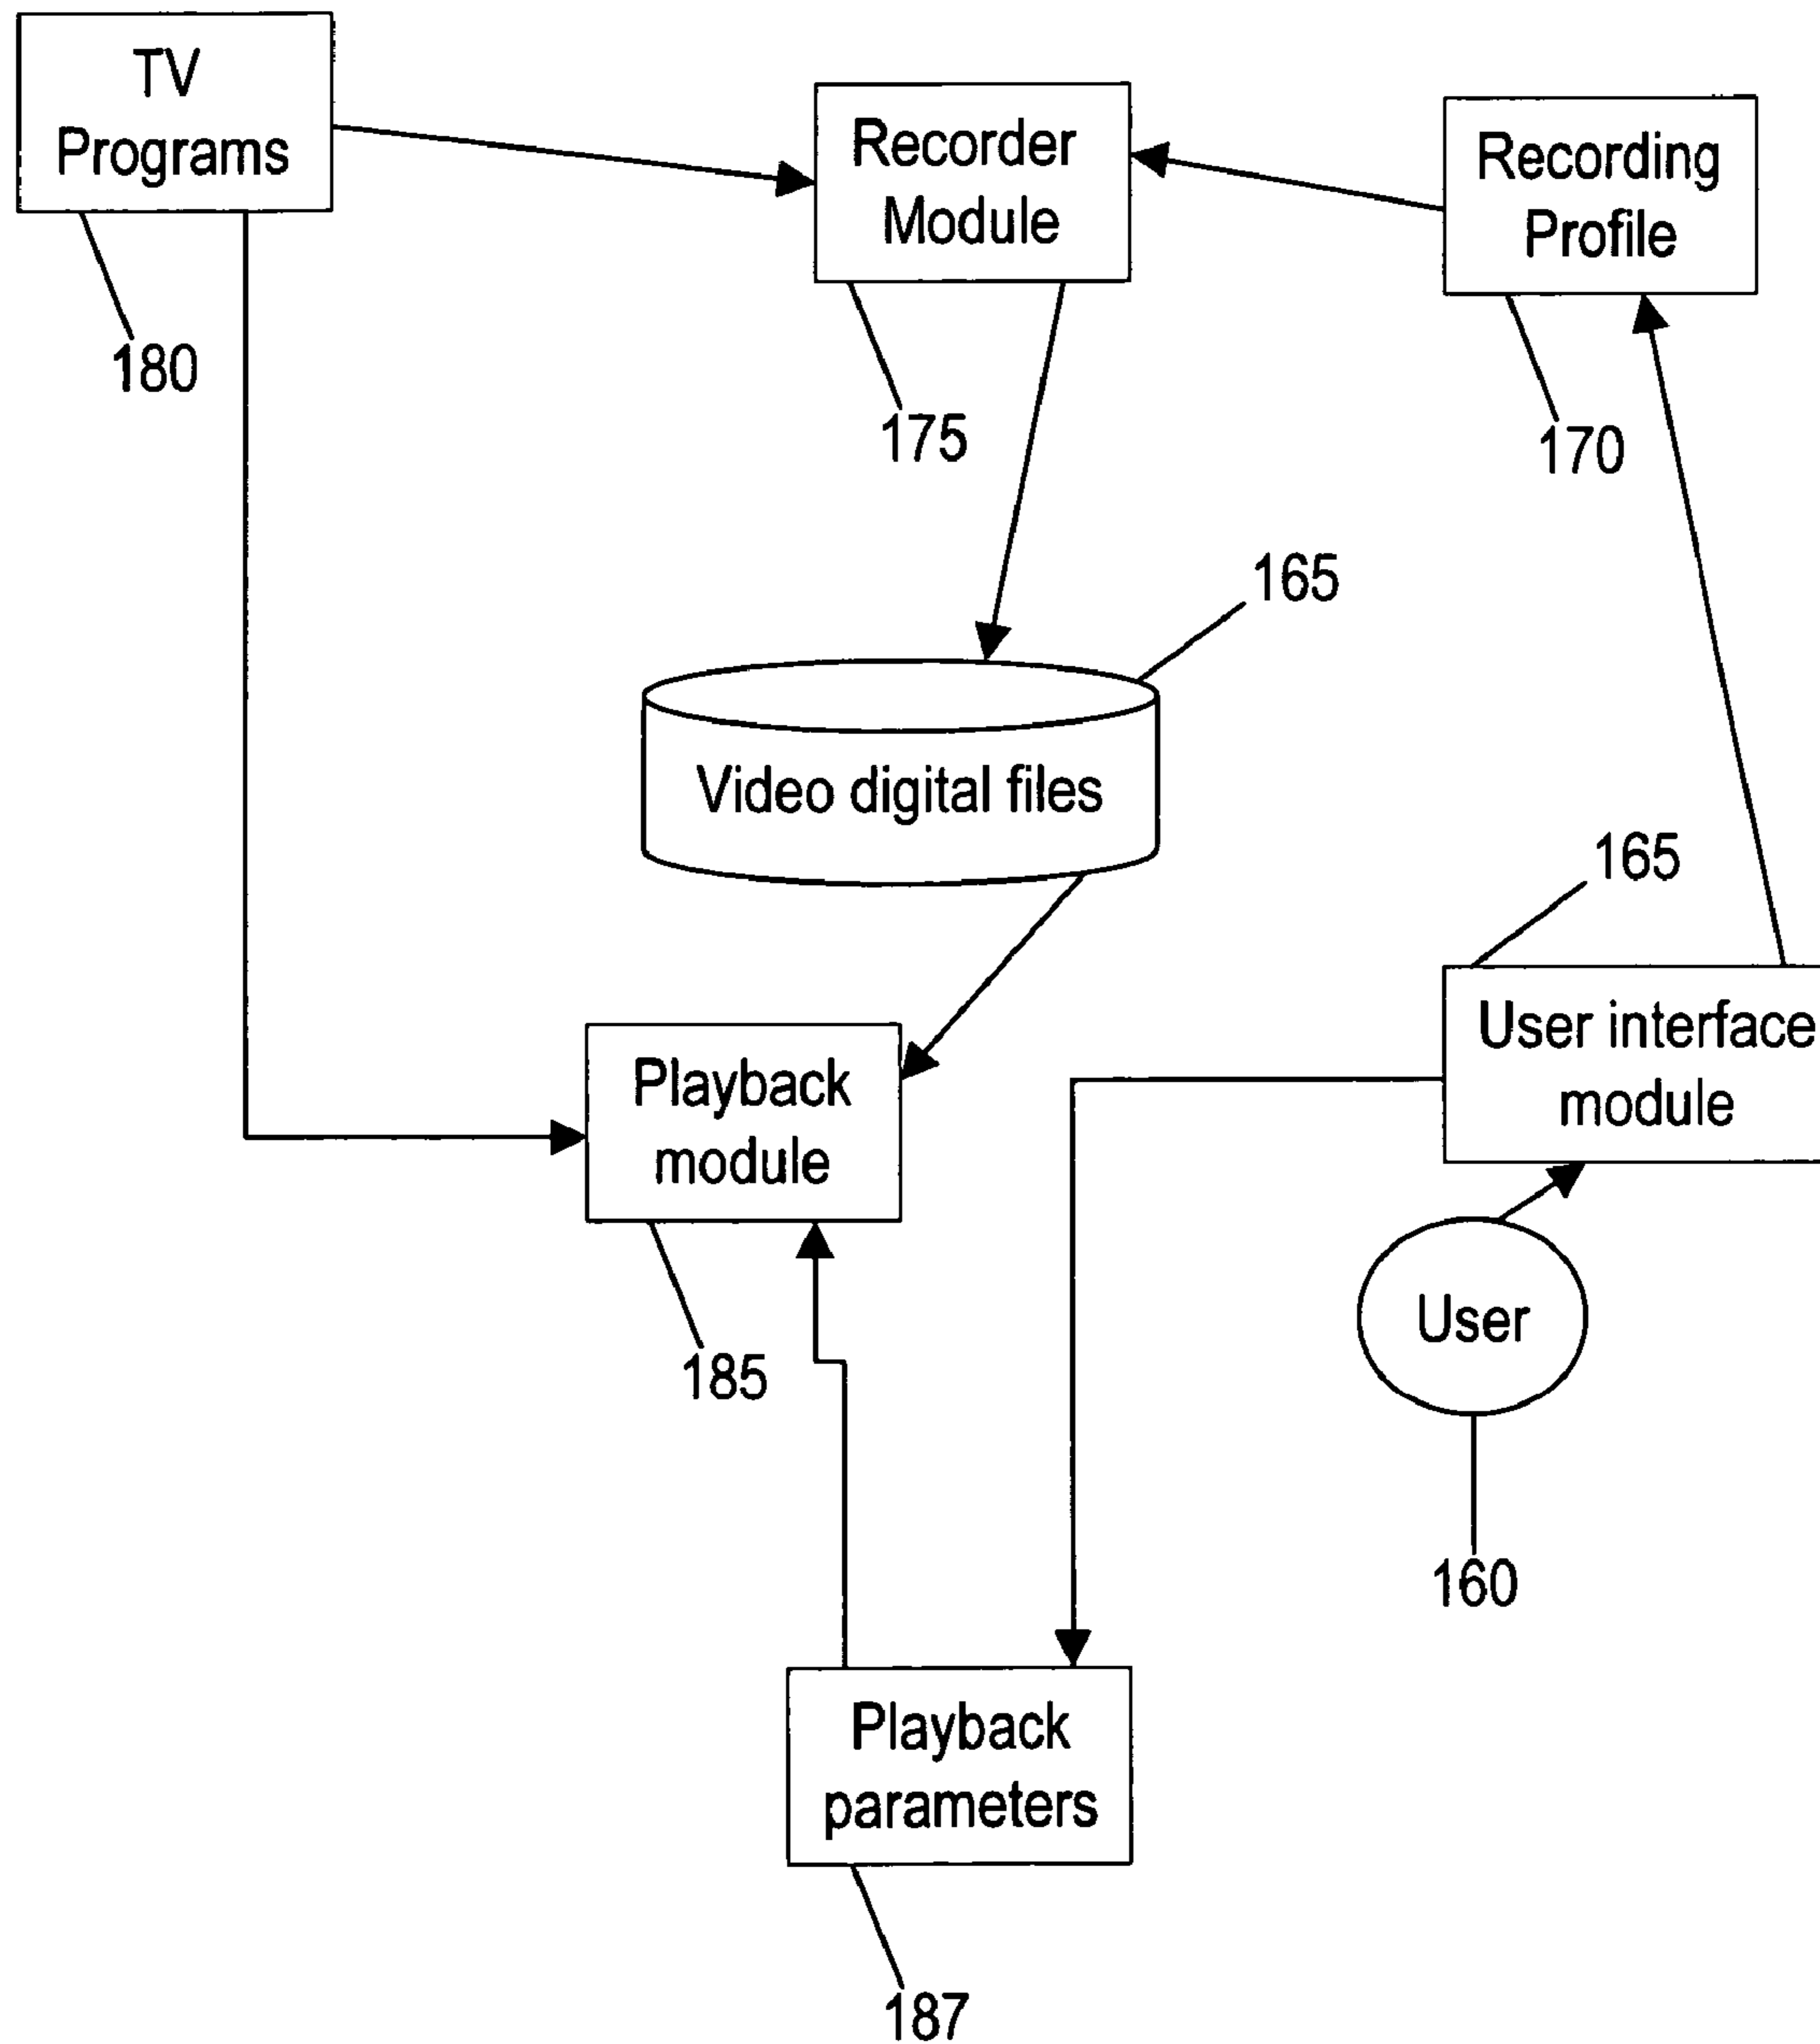 TV
Programs
180
Recorder
Module
175
Recording
Profile
170
165
Video digital files
165
User interface
module
Playback
module
185
User
160
Playback
parameters
187